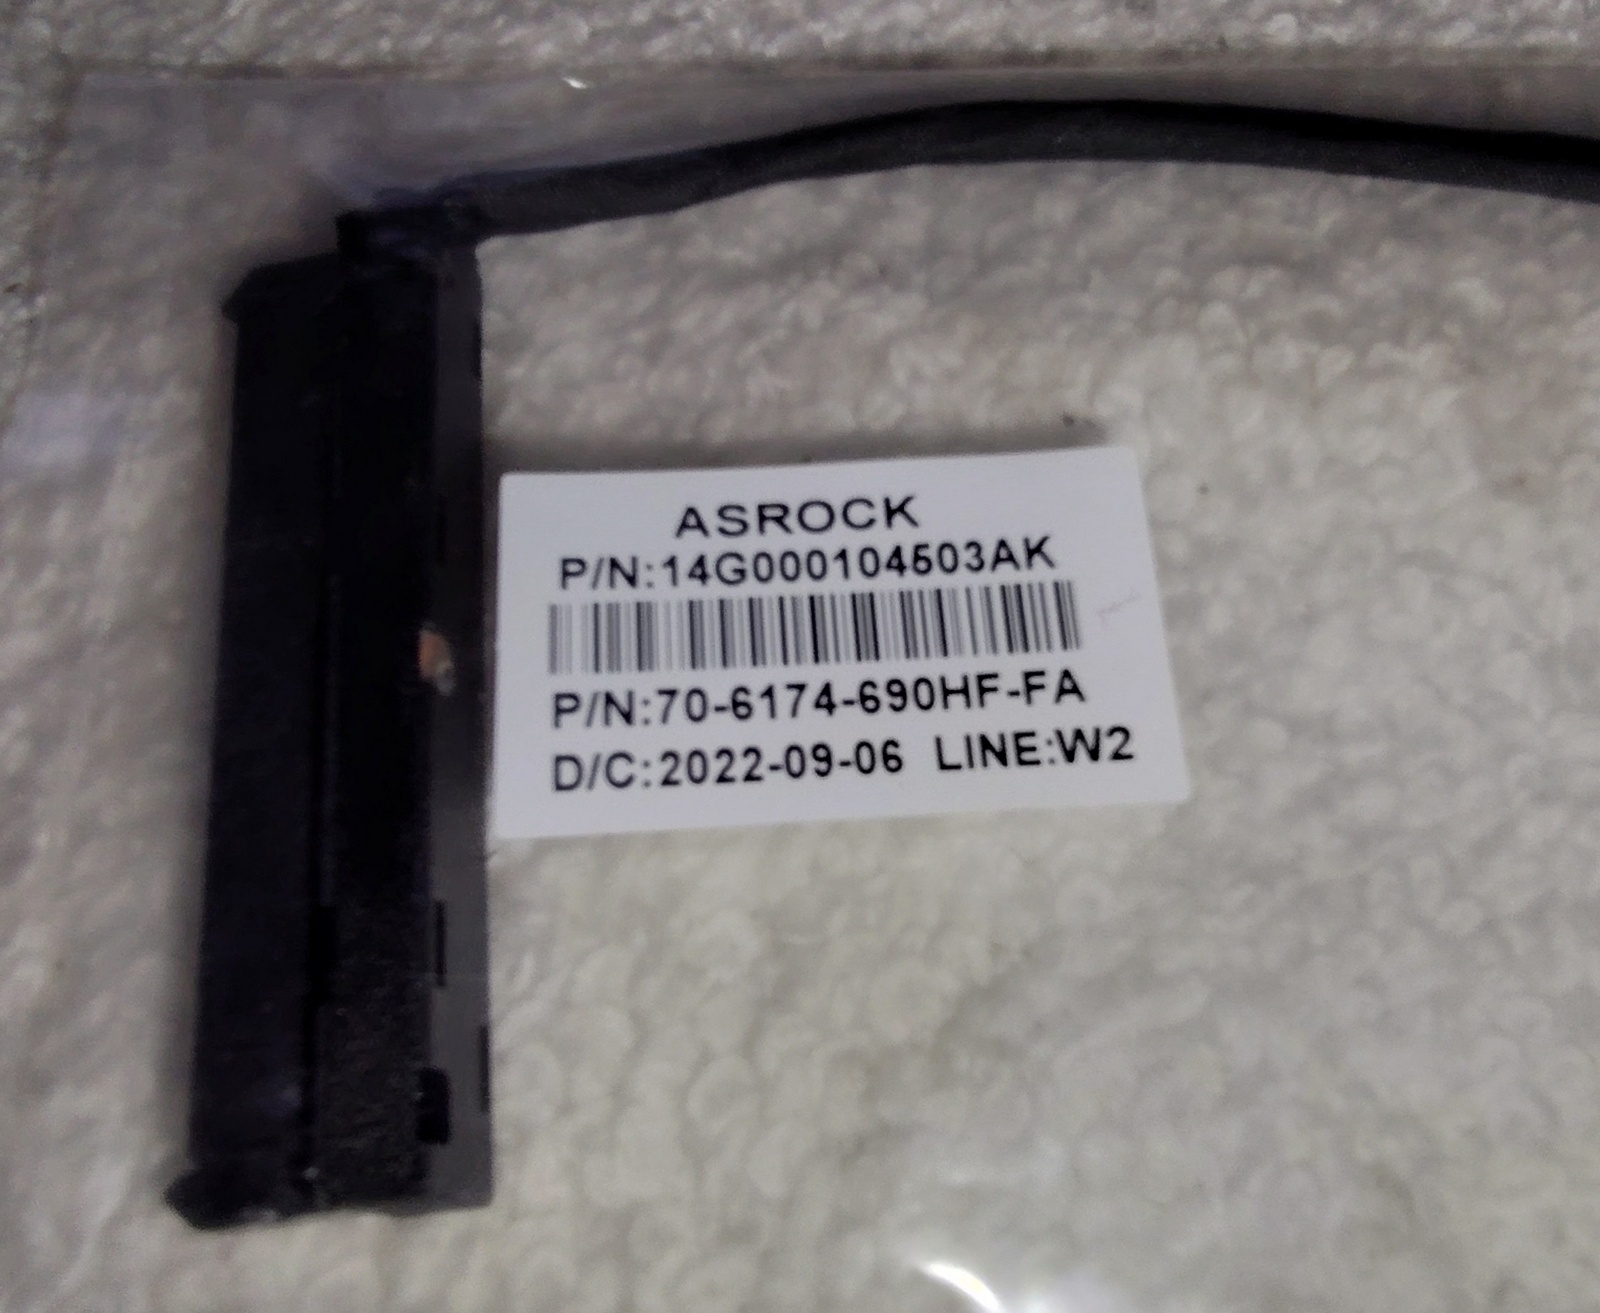 ASROCK
P/N:14G000104503AK
P/N:70-6174-690HF-FA
D/C:2022-09-06 LINE:W2